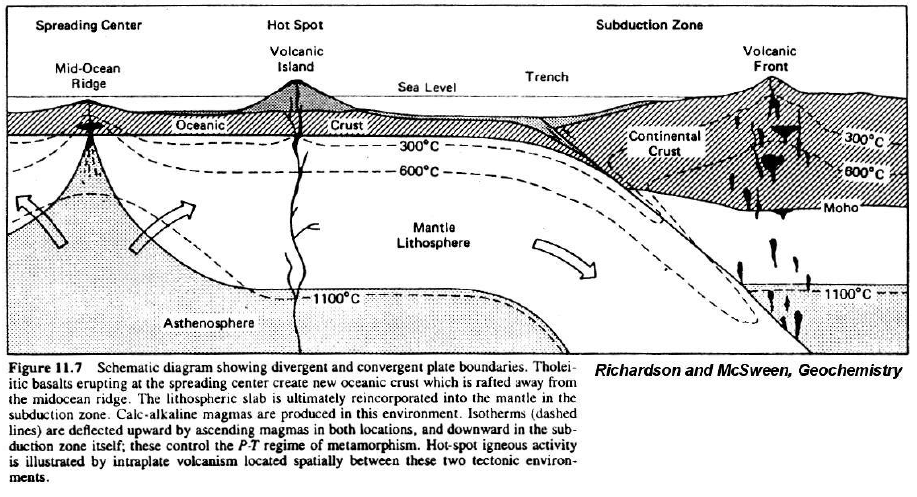 Spreading Center
Hot Spot
Subduction Zone
Mid-Ocean
Ridge
Volcanic
Island
Sea Level
Trench
Volcanic
Front
Oceanic
Crust
Continental
Crust
300°C
600°C
300°C
600°C
Moho
Mantle
Lithosphere
1100°C
1100°C
Asthenosphere
Figure 11.7 Schematic diagram showing divergent and convergent plate boundaries. Tholei-
itic basalts erupting at the spreading center create new oceanic crust which is rafted away from
the midocean ridge. The lithospheric slab is ultimately reincorporated into the mantle in the
subduction zone. Calc-alkaline magmas are produced in this environment. Isotherms (dashed
lines) are deflected upward by ascending magmas in both locations, and downward in the sub-
duction zone itself; these control the P-T regime of metamorphism. Hot-spot igneous activity
is illustrated by intraplate volcanism located spatially between these two tectonic environ-
ments.
Richardson and McSween, Geochemistry